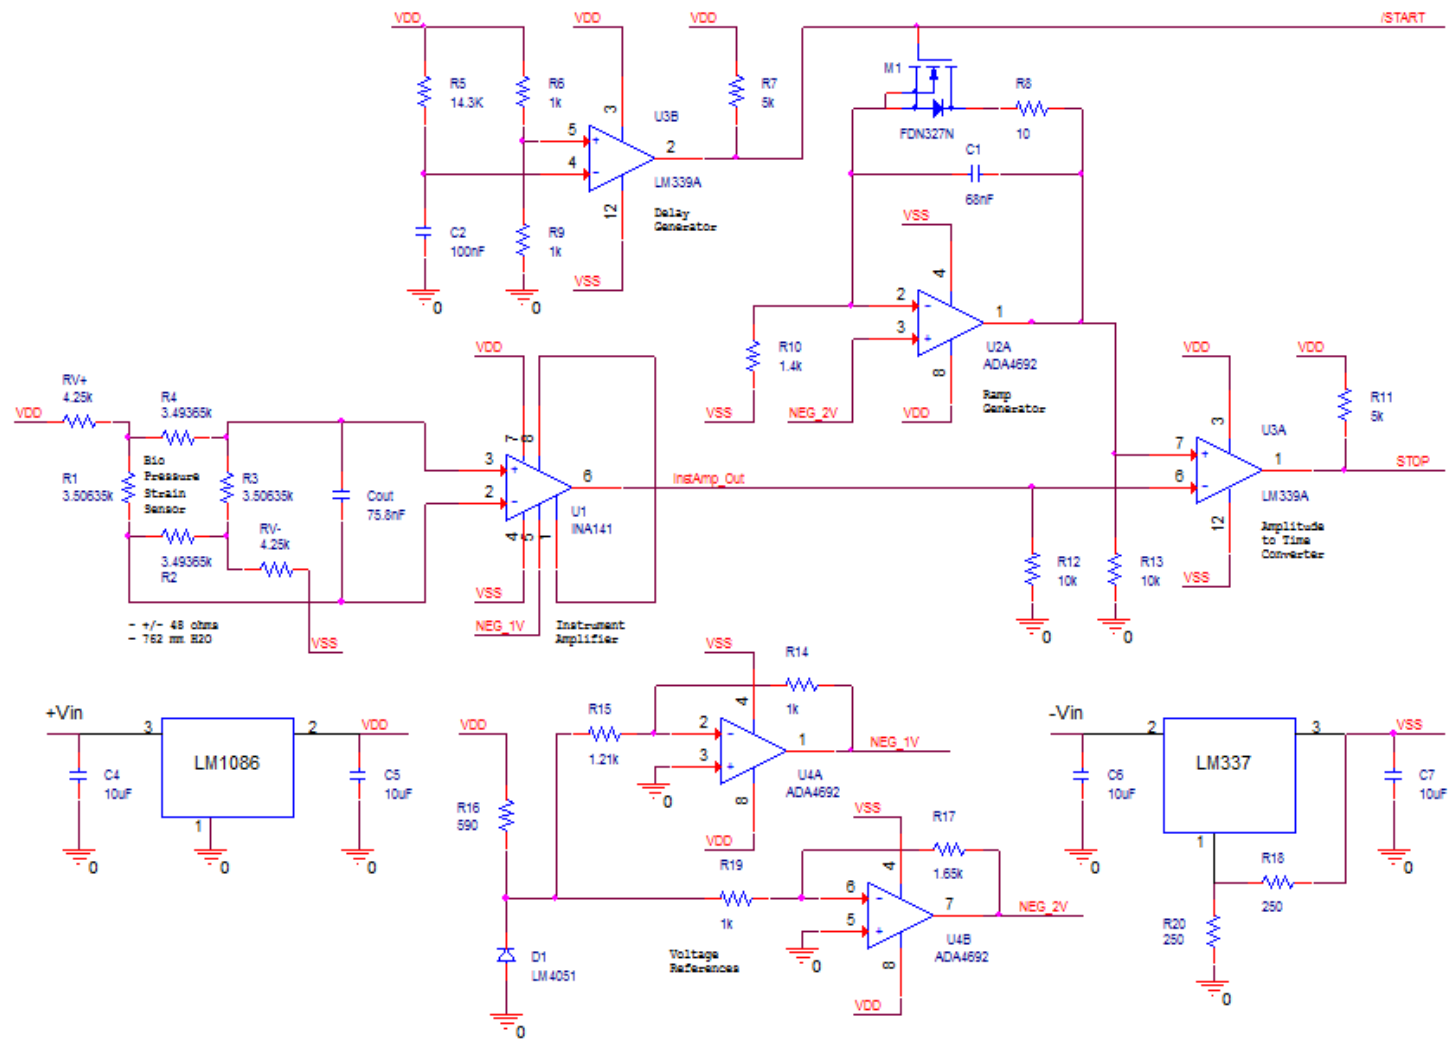 VDD
VDD
VDD
/START
R5
14.3K
R6
1k
3
U3B
R7
5k
M1
R8
10
FDN327N
5
4
+
-
2
LM339A
12
Delay
Generator
C1
68nF
C2
100nF
R9
1k
VSS
0
0
VSS
4
2
3
-
+
1
U2A
ADA4692
8
Ramp
Generator
R10
1.4k
VSS
NEG_2V
VDD
VDD
VDD
R11
5k
3
U3A
7
6
+
-
1
STOP
LM339A
12
Amplitude
to Time
Converter
VSS
VDD
RV+
4.25k
R4
3.49365k
VDD
Bio
Pressure
Strain
Sensor
R1
3.50635k
R3
3.50635k
RV-
4.25k
3.49365k
R2
Cout
75.8nF
7
8
3
2
+
-
6
InstAmp_Out
U1
INA141
4
5
1
VSS
NEG_1V
Instrument
Amplifier
R12
10k
R13
10k
0
0
- +/- 48 ohms
- 762 mm H2O
VSS
+Vin
3
LM1086
2
VDD
C4
10uF
C5
10uF
1
0
0
0
VDD
R16
590
R15
1.21k
VSS
R14
1k
4
2
3
-
+
1
NEG_1V
U4A
ADA4692
8
0
VDD
R19
1k
VSS
R17
1.65k
4
6
5
-
+
7
NEG_2V
U4B
ADA4692
8
0
VDD
D1
LM4051
0
Voltage
References
-Vin
2
LM337
3
VSS
C6
10uF
C7
10uF
1
R18
250
R20
250
0
0
0